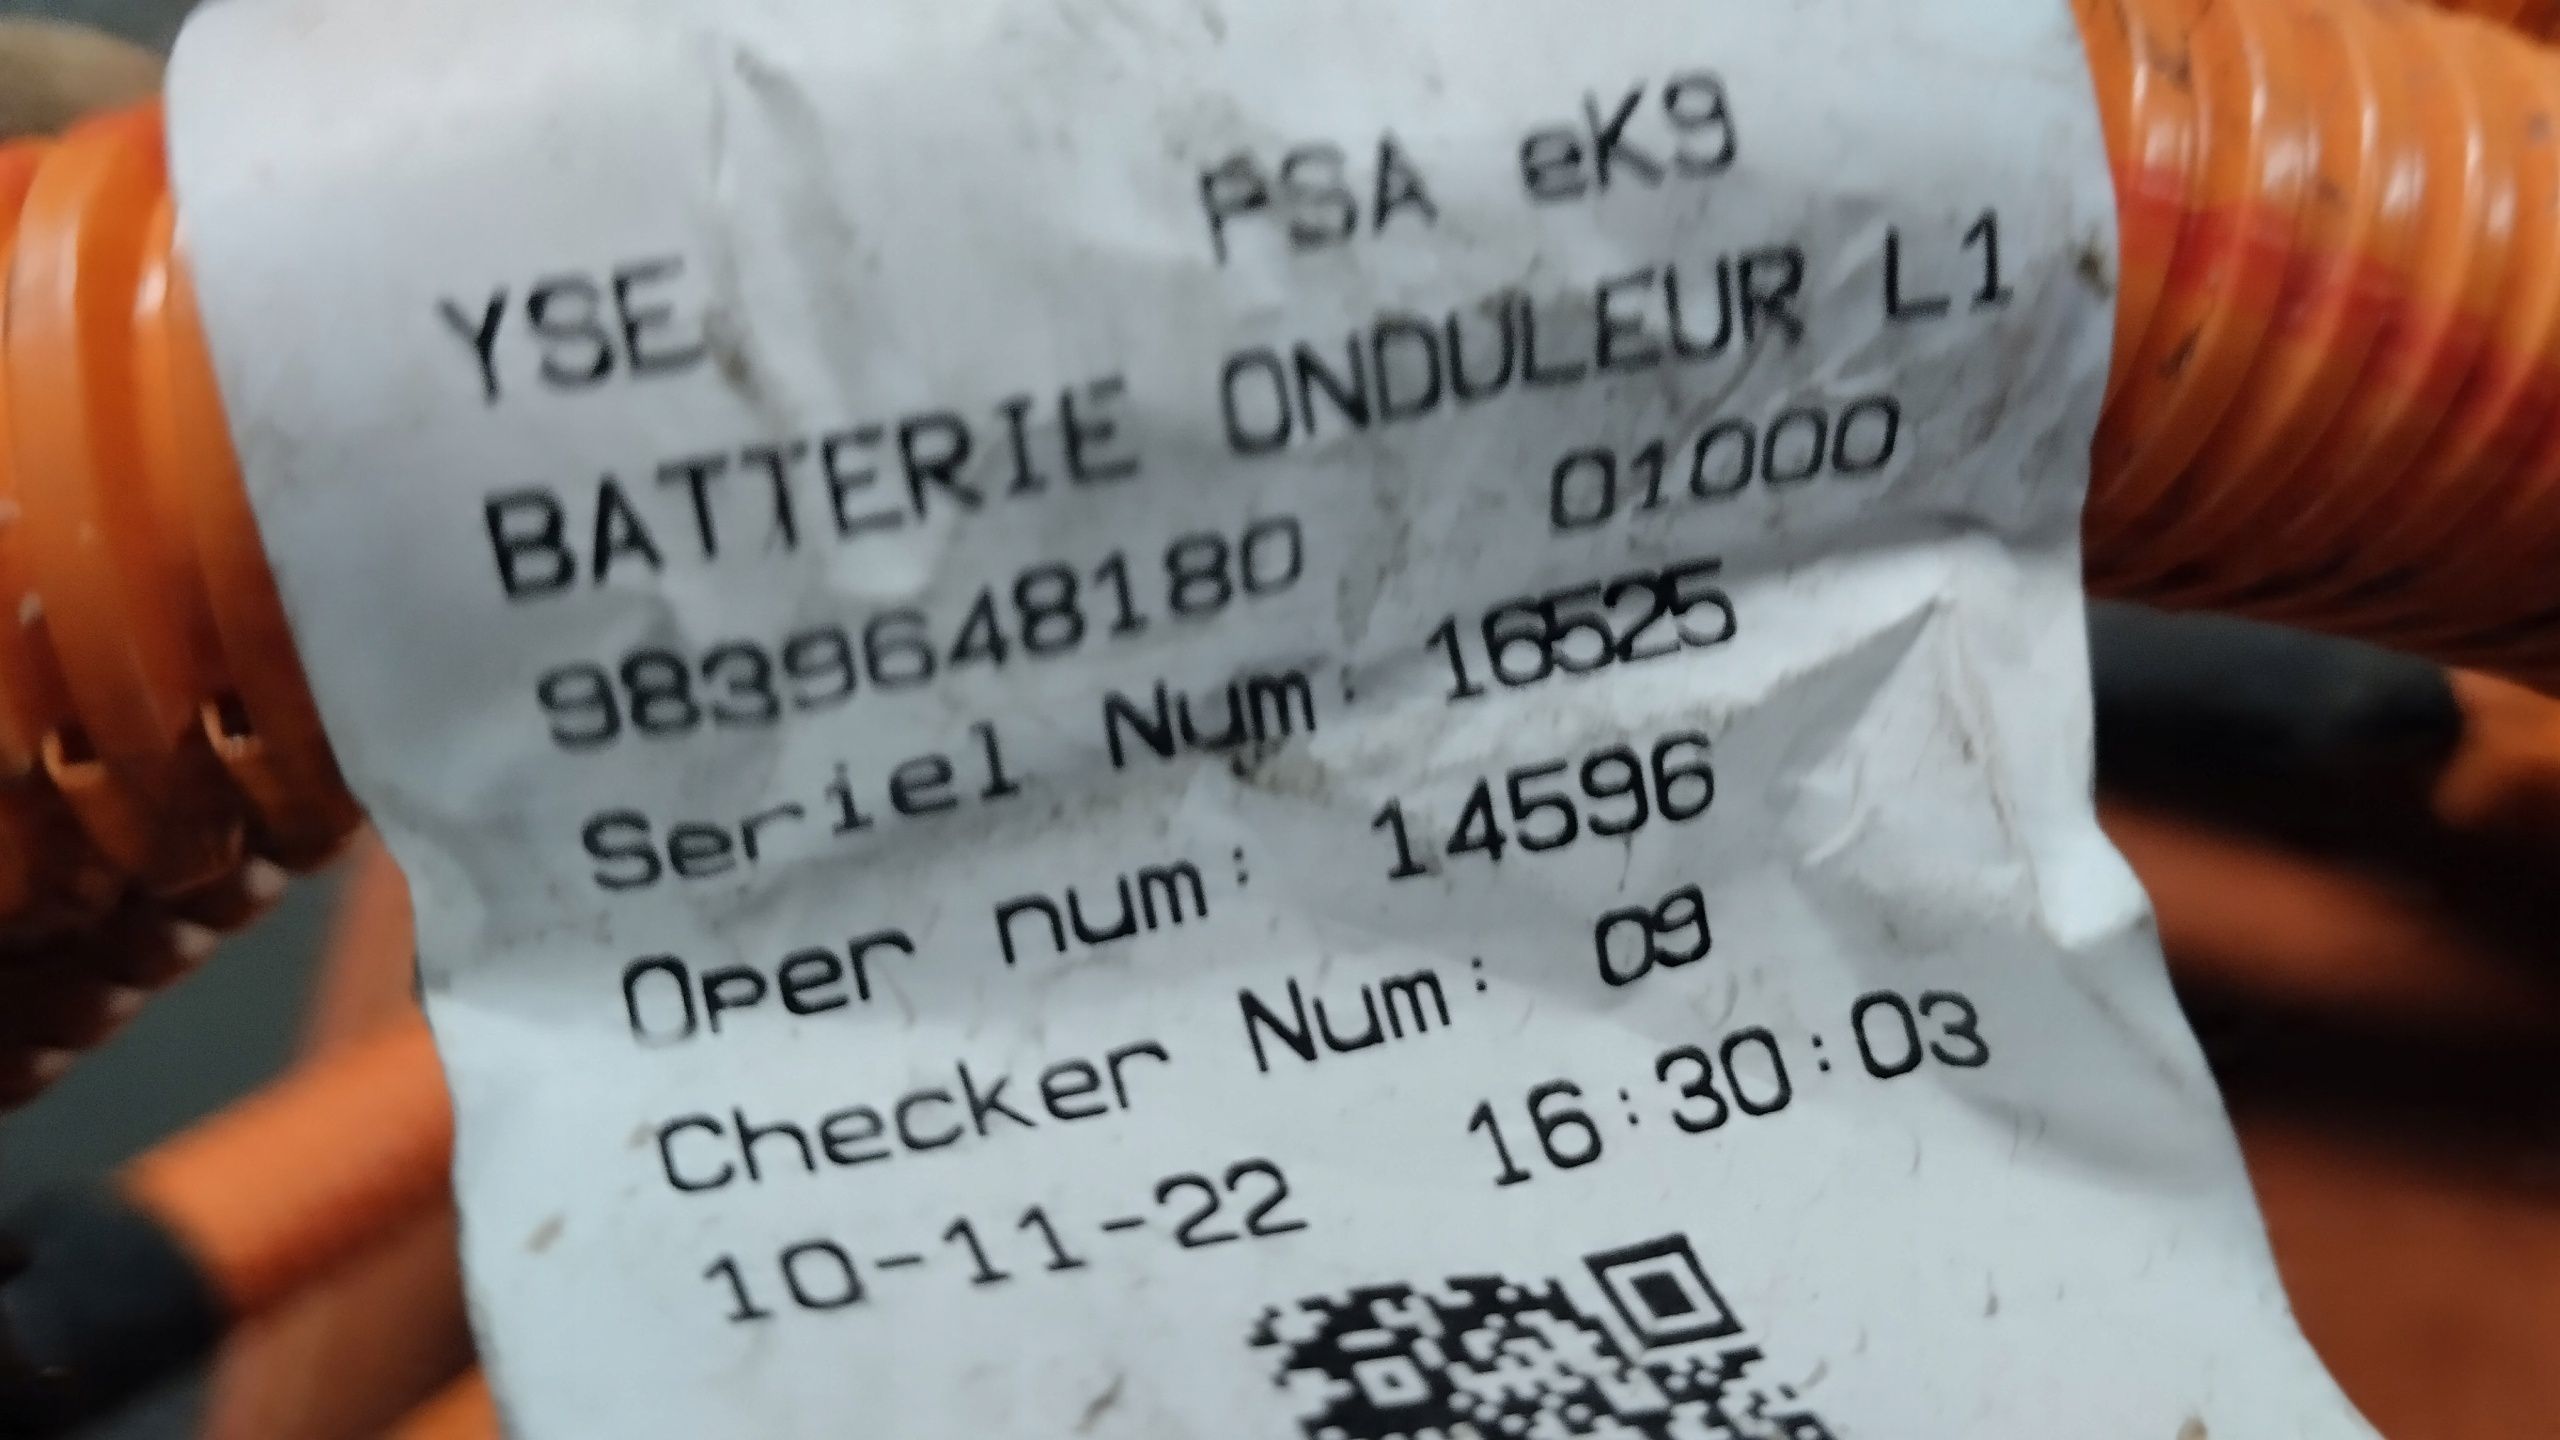 YSE PSA eK9
BATTERIE ONDULEUR L1
9839648180 01000
Seriel Num: 16525
Oper num: 14596
Checker Num: 09
10-11-22 16:30:03